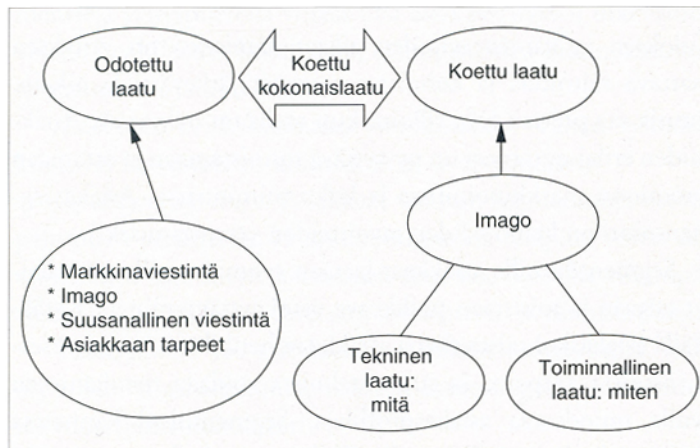 Odotettu
laatu
Koettu
kokonaislaatu
Koettu laatu
Imago
* Markkinaviestintä
* Imago
* Suusanallinen viestintä
* Asiakkaan tarpeet
Tekninen
laatu:
mitä
Toiminnallinen
laatu: miten